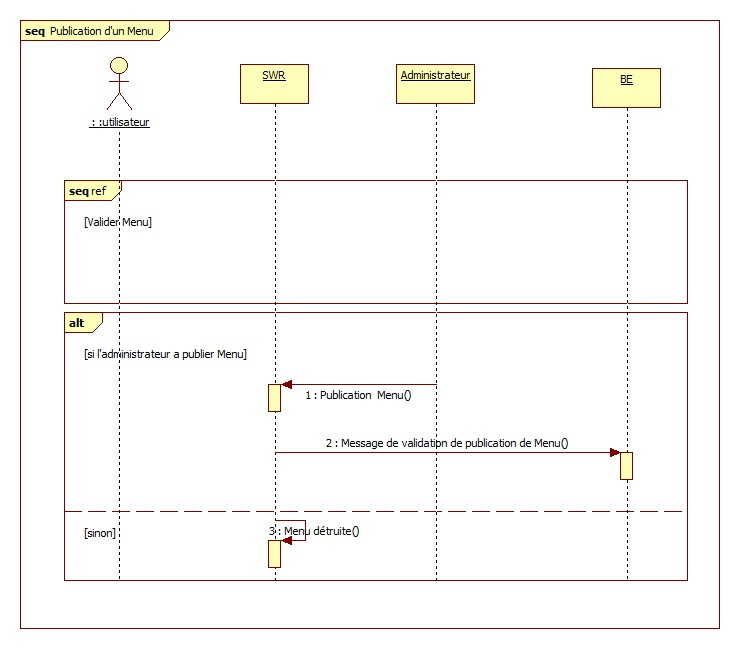 seq Publication d'un Menu
SWR
Administrateur
BE
: :utilisateur
seq ref
[Valider Menu]
alt
[si l'administrateur a publier Menu]
1 : Publication Menu()
2 : Message de validation de publication de Menu()
3 : Menu détruite()
[sinon]